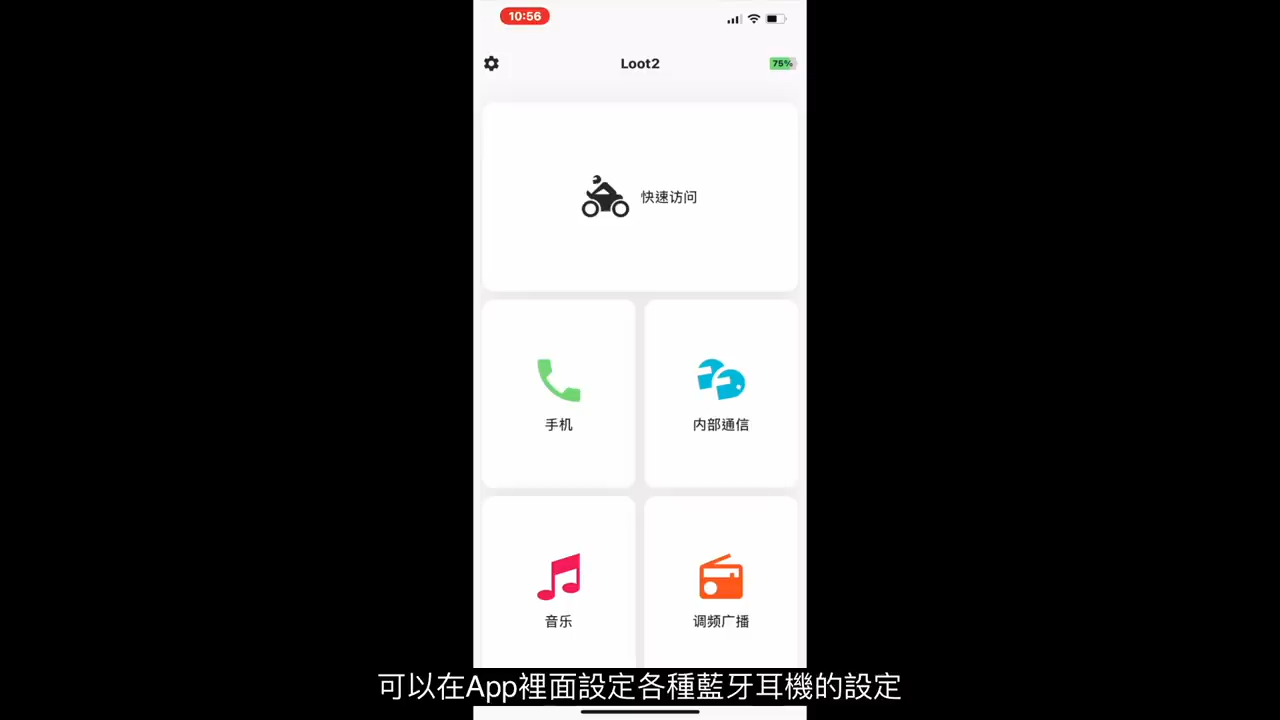 10:56
Loot2
75%
快速访问
手机
内部通信
音乐
调频广播
可以在App裡面設定各種藍牙耳機的設定